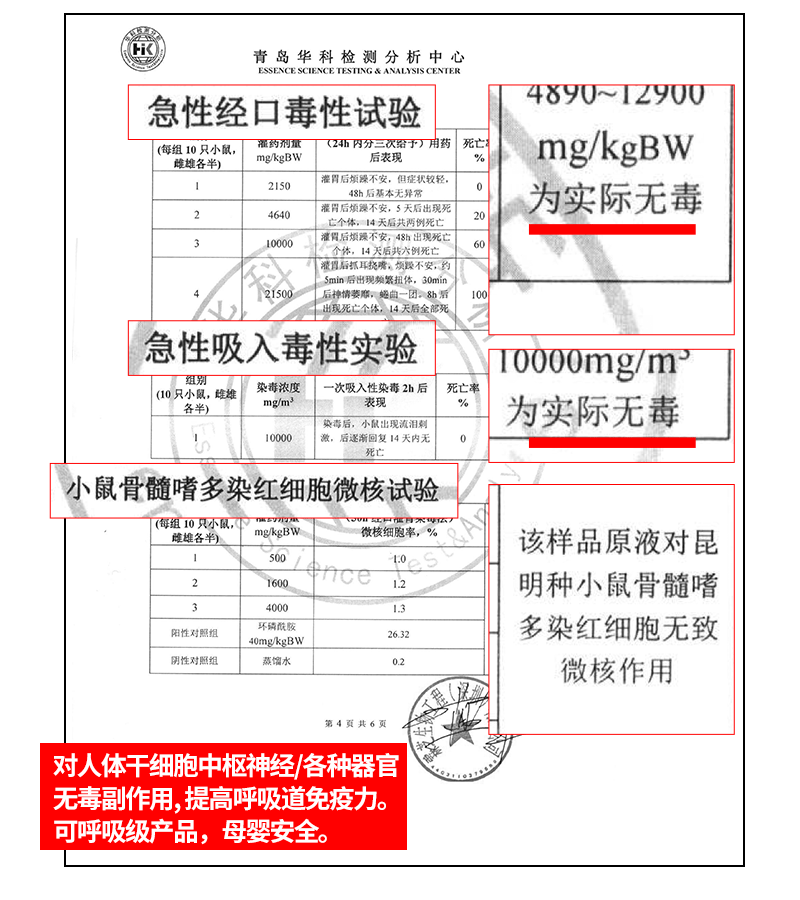 华科检测分析
HK
青岛华科检测分析中心
ESSENCE SCIENCE TESTING & ANALYSIS CENTER
急性经口毒性试验
(每组 10 只小鼠,
雌雄各半)
灌药剂量
mg/kgBW
(24h 内分三次给予)用药
后表现
死亡率
%
1
2150
灌胃后烦躁不安, 但症状较轻,
48h 后基本无异常
0
2
4640
灌胃后烦躁不安, 5 天后出现死
亡个体, 14 天后共两例死亡
20
3
10000
灌胃后烦躁不安, 48h 出现死亡
个体, 14 天后共六例死亡
60
4
21500
灌胃后抓耳挠嘴, 烦躁不安, 约
5min 后出现频繁扭体, 30min
后神情萎靡, 蜷曲一团, 8h 后
出现死亡个体, 14 天后全部死
100
4890~12900
mg/kgBW
为实际无毒
急性吸入毒性实验
组别
(10 只小鼠, 雌雄
各半)
染毒浓度
mg/m³
一次吸入性染毒 2h 后
表现
死亡率
%
1
10000
染毒后, 小鼠出现流泪刺
激, 后逐渐回复 14 天内无
死亡
0
10000mg/m³
为实际无毒
小鼠骨髓嗜多染红细胞微核试验
(每组 10 只小鼠,
雌雄各半)
灌药剂量
mg/kgBW
(30h 经口灌胃染毒法)
微核细胞率, %
1
500
1.0
2
1600
1.2
3
4000
1.3
阳性对照组
环磷酰胺
40mg/kgBW
26.32
阴性对照组
蒸馏水
0.2
该样品原液对昆
明种小鼠骨髓嗜
多染红细胞无致
微核作用
第 4 页 共 6 页
对人体干细胞中枢神经/各种器官
无毒副作用,提高呼吸道免疫力。
可呼吸级产品，母婴安全。